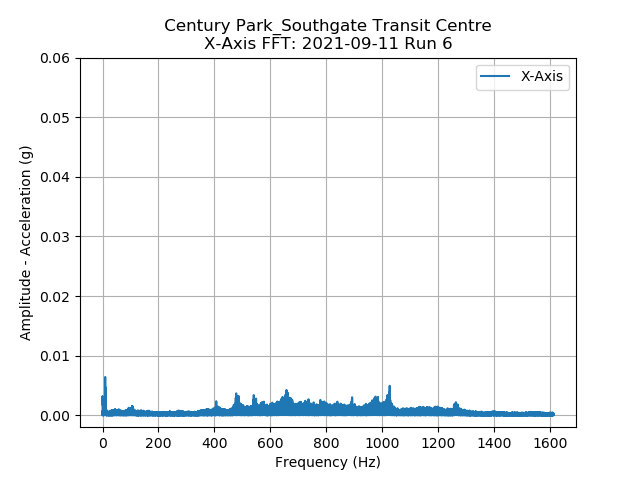 Century Park_Southgate Transit Centre
X-Axis FFT: 2021-09-11 Run 6
X-Axis
0.06
0.05
0.04
0.03
0.02
0.01
0.00
Amplitude - Acceleration (g)
0 200 400 600 800 1000 1200 1400 1600
Frequency (Hz)